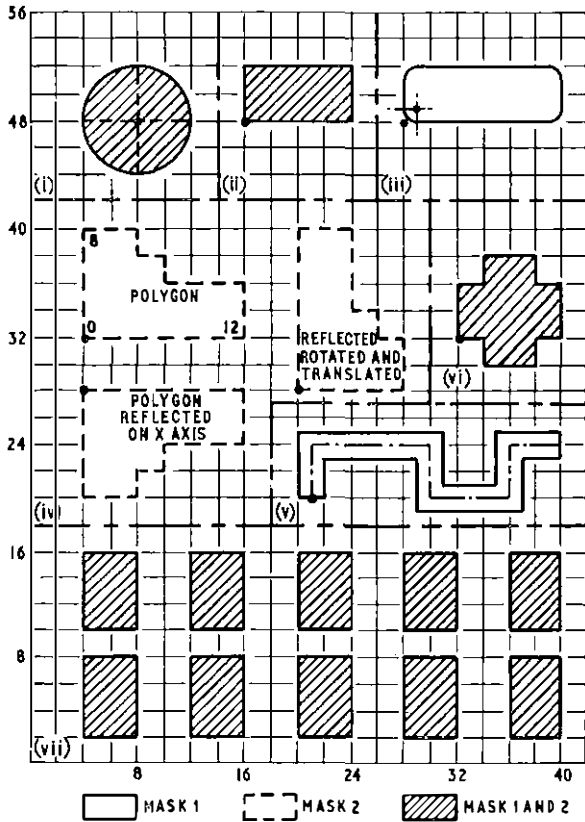 56
48
(i)
(ii)
(iii)
40
8
POLYGON
0
12
32
REFLECTED
ROTATED AND
TRANSLATED
(vi)
POLYGON
REFLECTED
ON X AXIS
24
(iv)
(v)
16
8
(vii)
8
16
24
32
40
MASK 1
MASK 2
MASK 1 AND 2